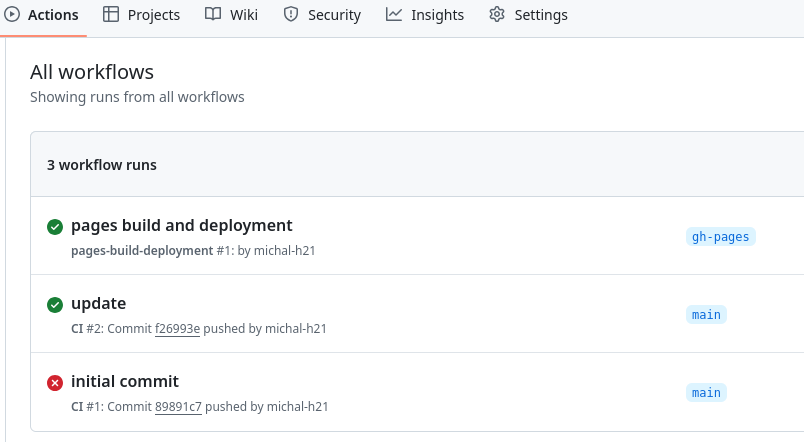 Actions Projects Wiki Security Insights Settings
All workflows
Showing runs from all workflows
3 workflow runs
pages build and deployment
pages-build-deployment #1: by michal-h21
gh-pages
update
CI #2: Commit f26993e pushed by michal-h21
main
initial commit
CI #1: Commit 89891c7 pushed by michal-h21
main